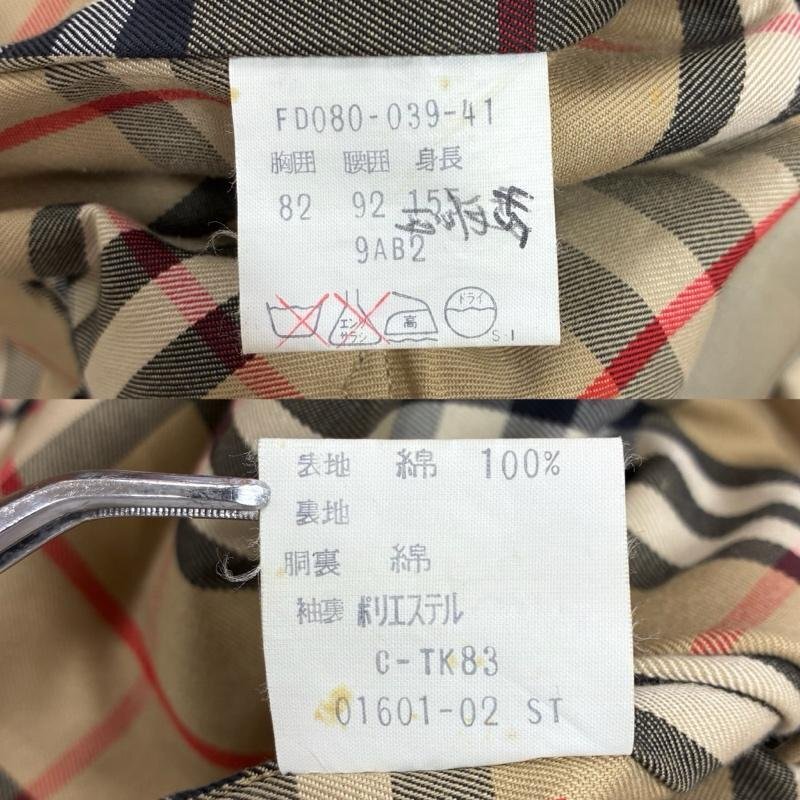 FD080-039-41
胸囲 腰囲 身長
82 92
9AB2
エンソ
サラシ 高 ドライ
S-1
表地 綿 100%
裏地
胴裏 綿
袖裏 ポリエステル
C-TK83
01601-02 ST